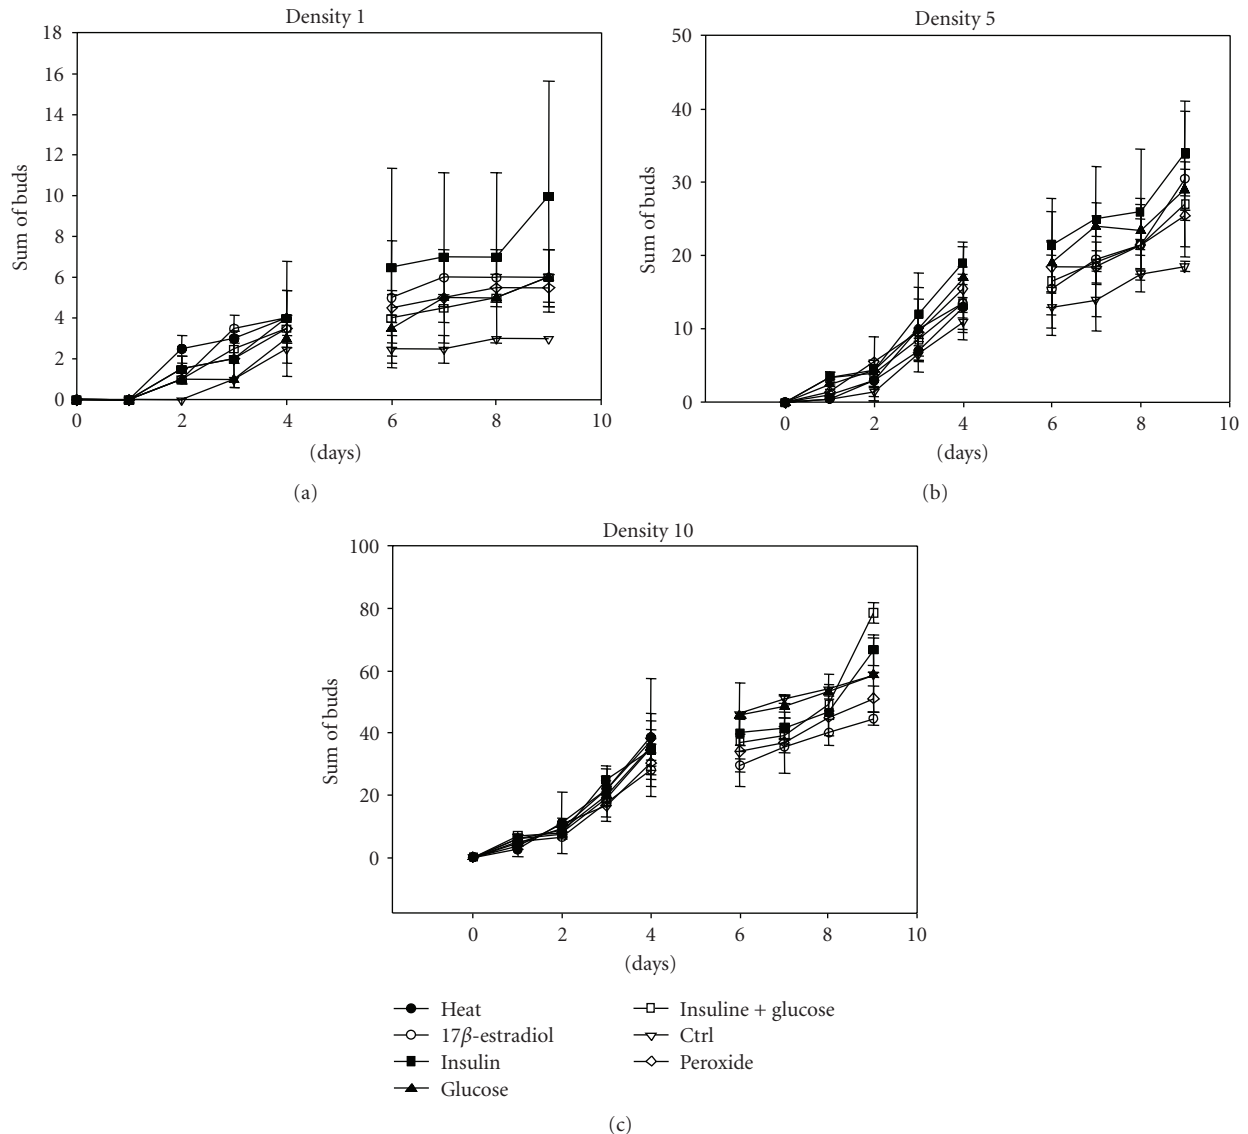 Density 1
18
16
14
12
10
8
6
4
2
0
Sum of buds
0 2 4 6 8 10
(days)
(a)
Density 5
50
40
30
20
10
0
Sum of buds
0 2 4 6 8 10
(days)
(b)
Density 10
100
80
60
40
20
0
Sum of buds
0 2 4 6 8 10
(days)
Heat
17β-estradiol
Insulin
Glucose
Insuline + glucose
Ctrl
Peroxide
(c)